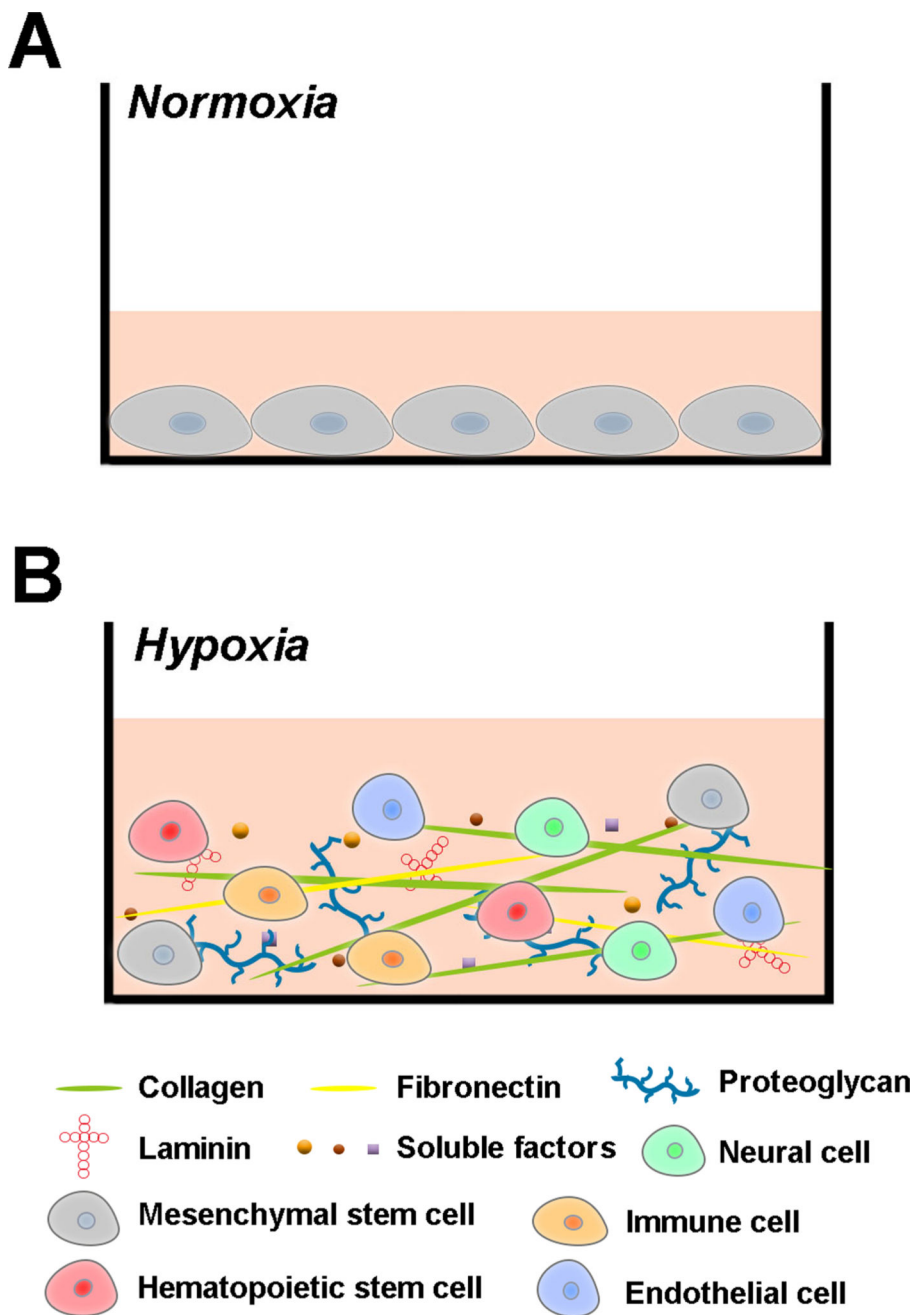 A
Normoxia
B
Hypoxia
Collagen
Fibronectin
Proteoglycan
Laminin
Soluble factors
Neural cell
Mesenchymal stem cell
Immune cell
Hematopoietic stem cell
Endothelial cell